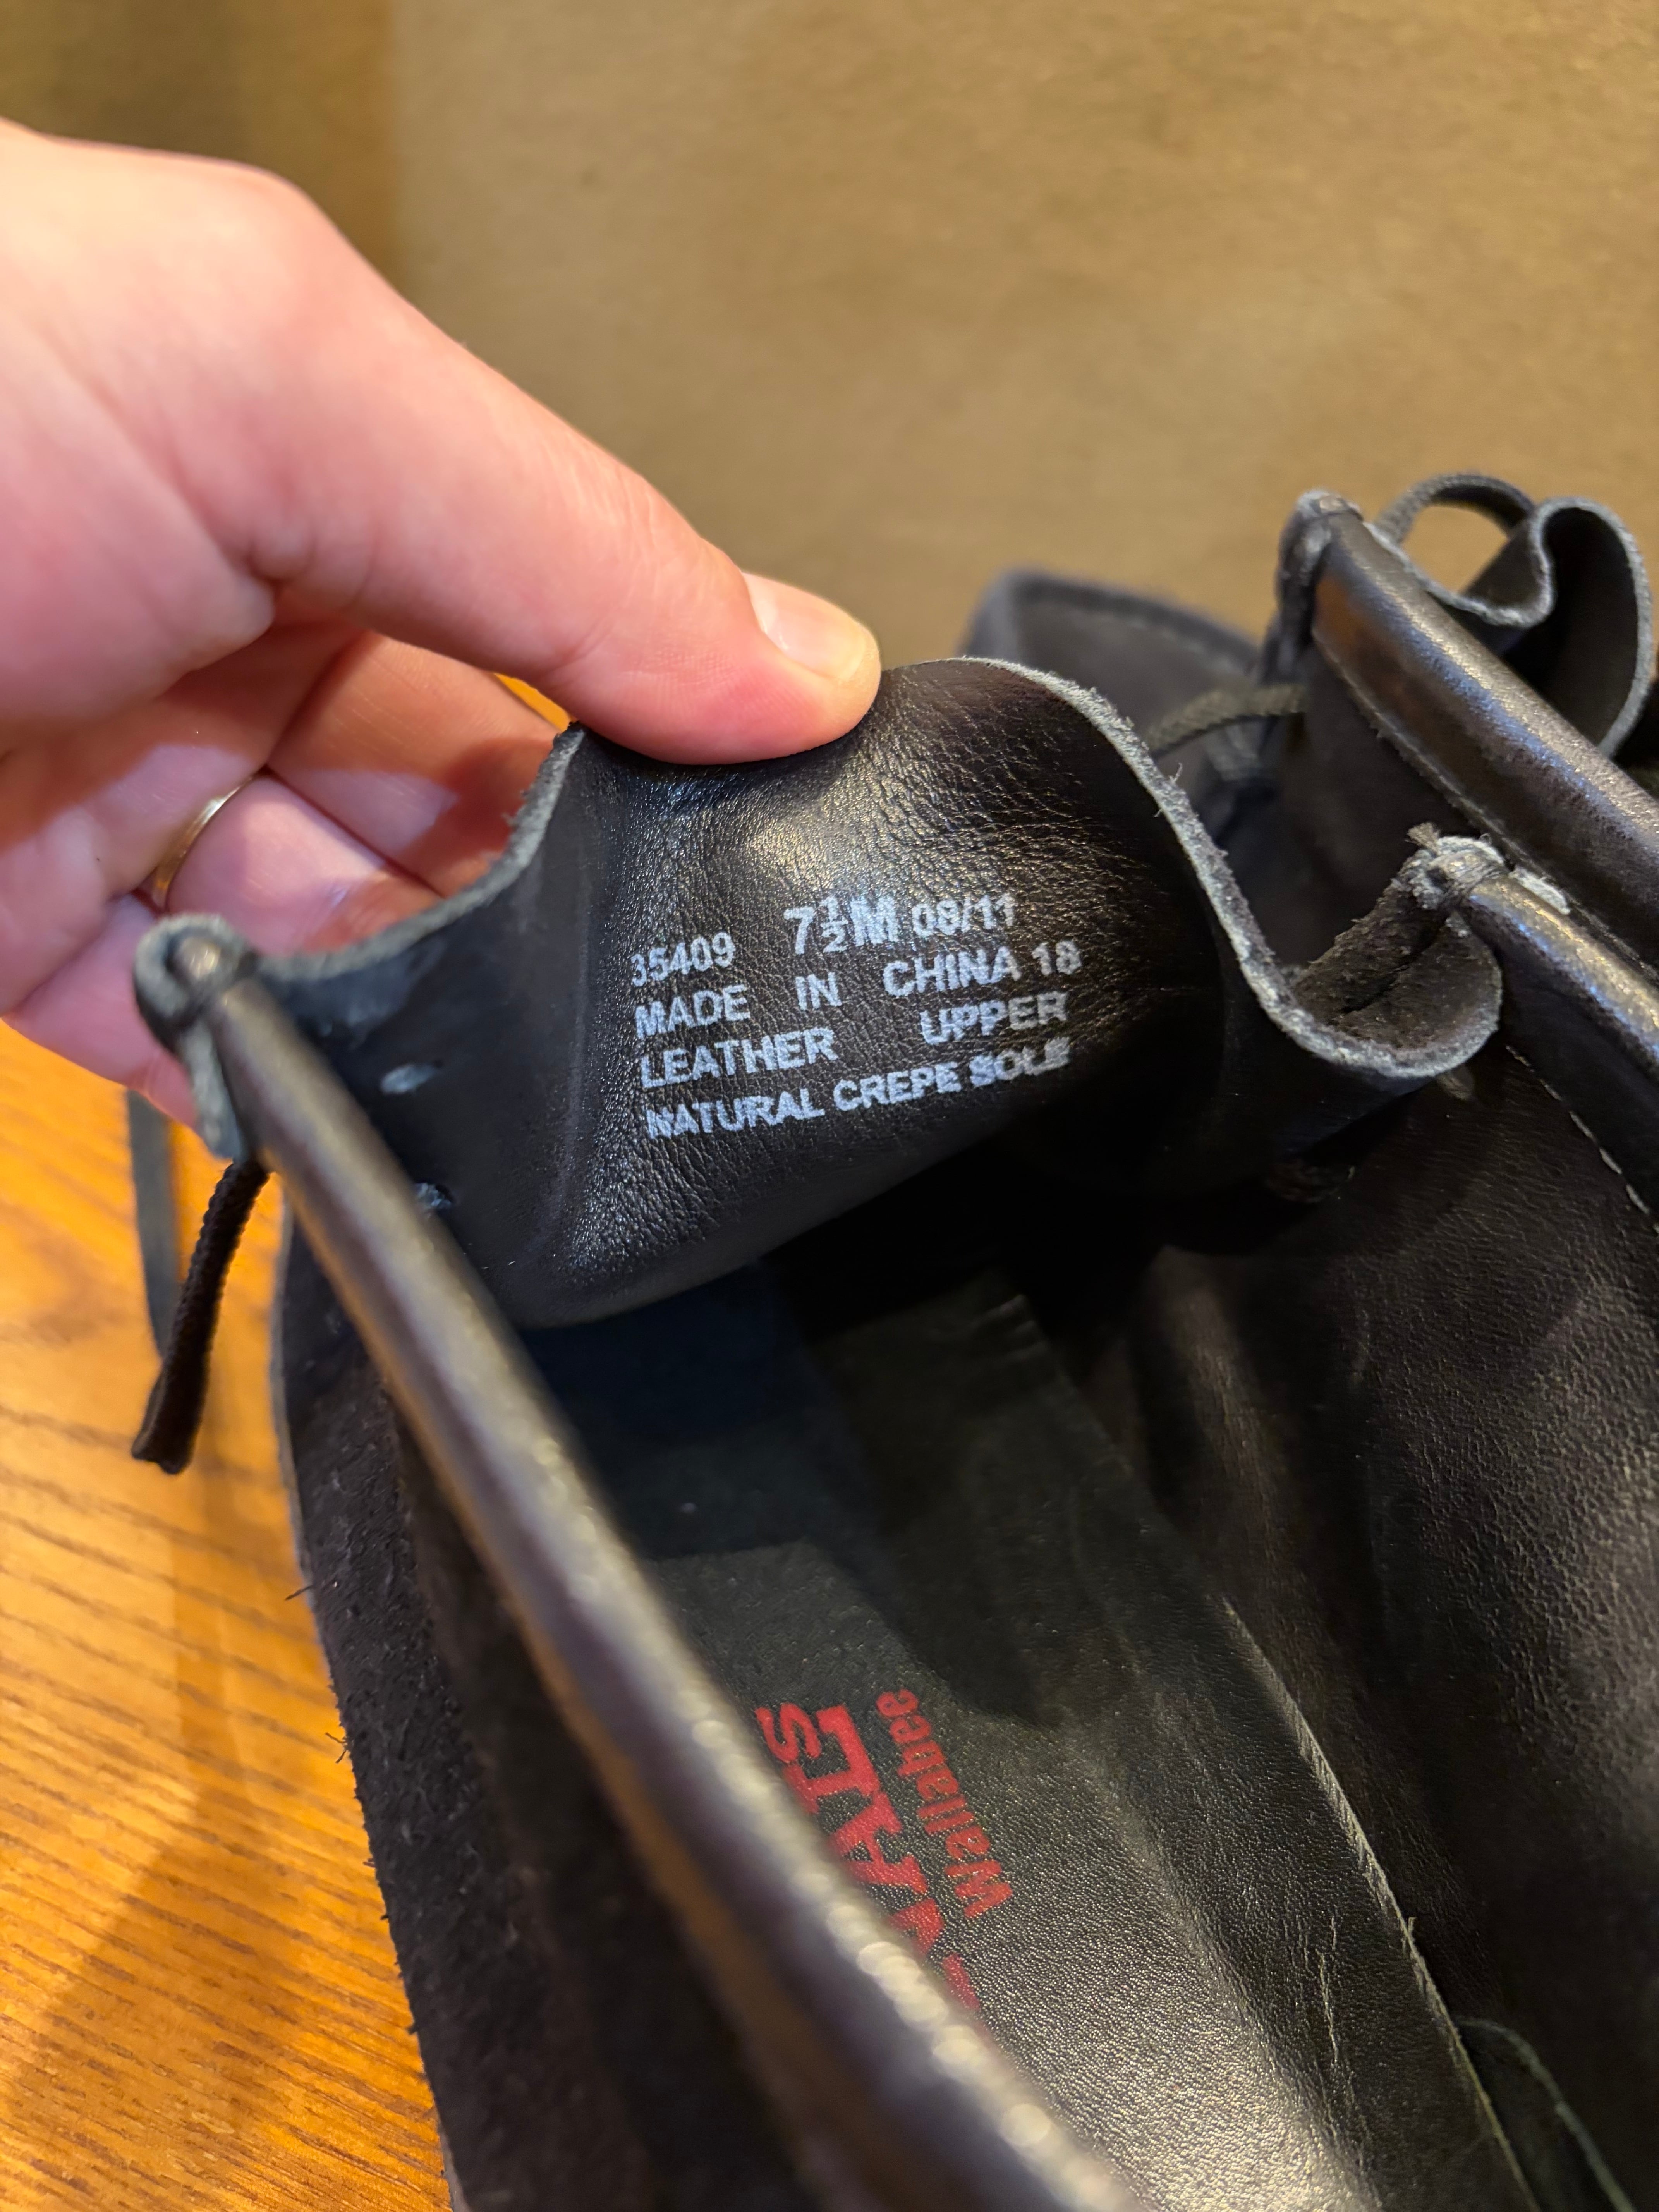 35409 7½M 08/11
MADE IN CHINA 18
LEATHER UPPER
NATURAL CREPE SOLE
Wallabee